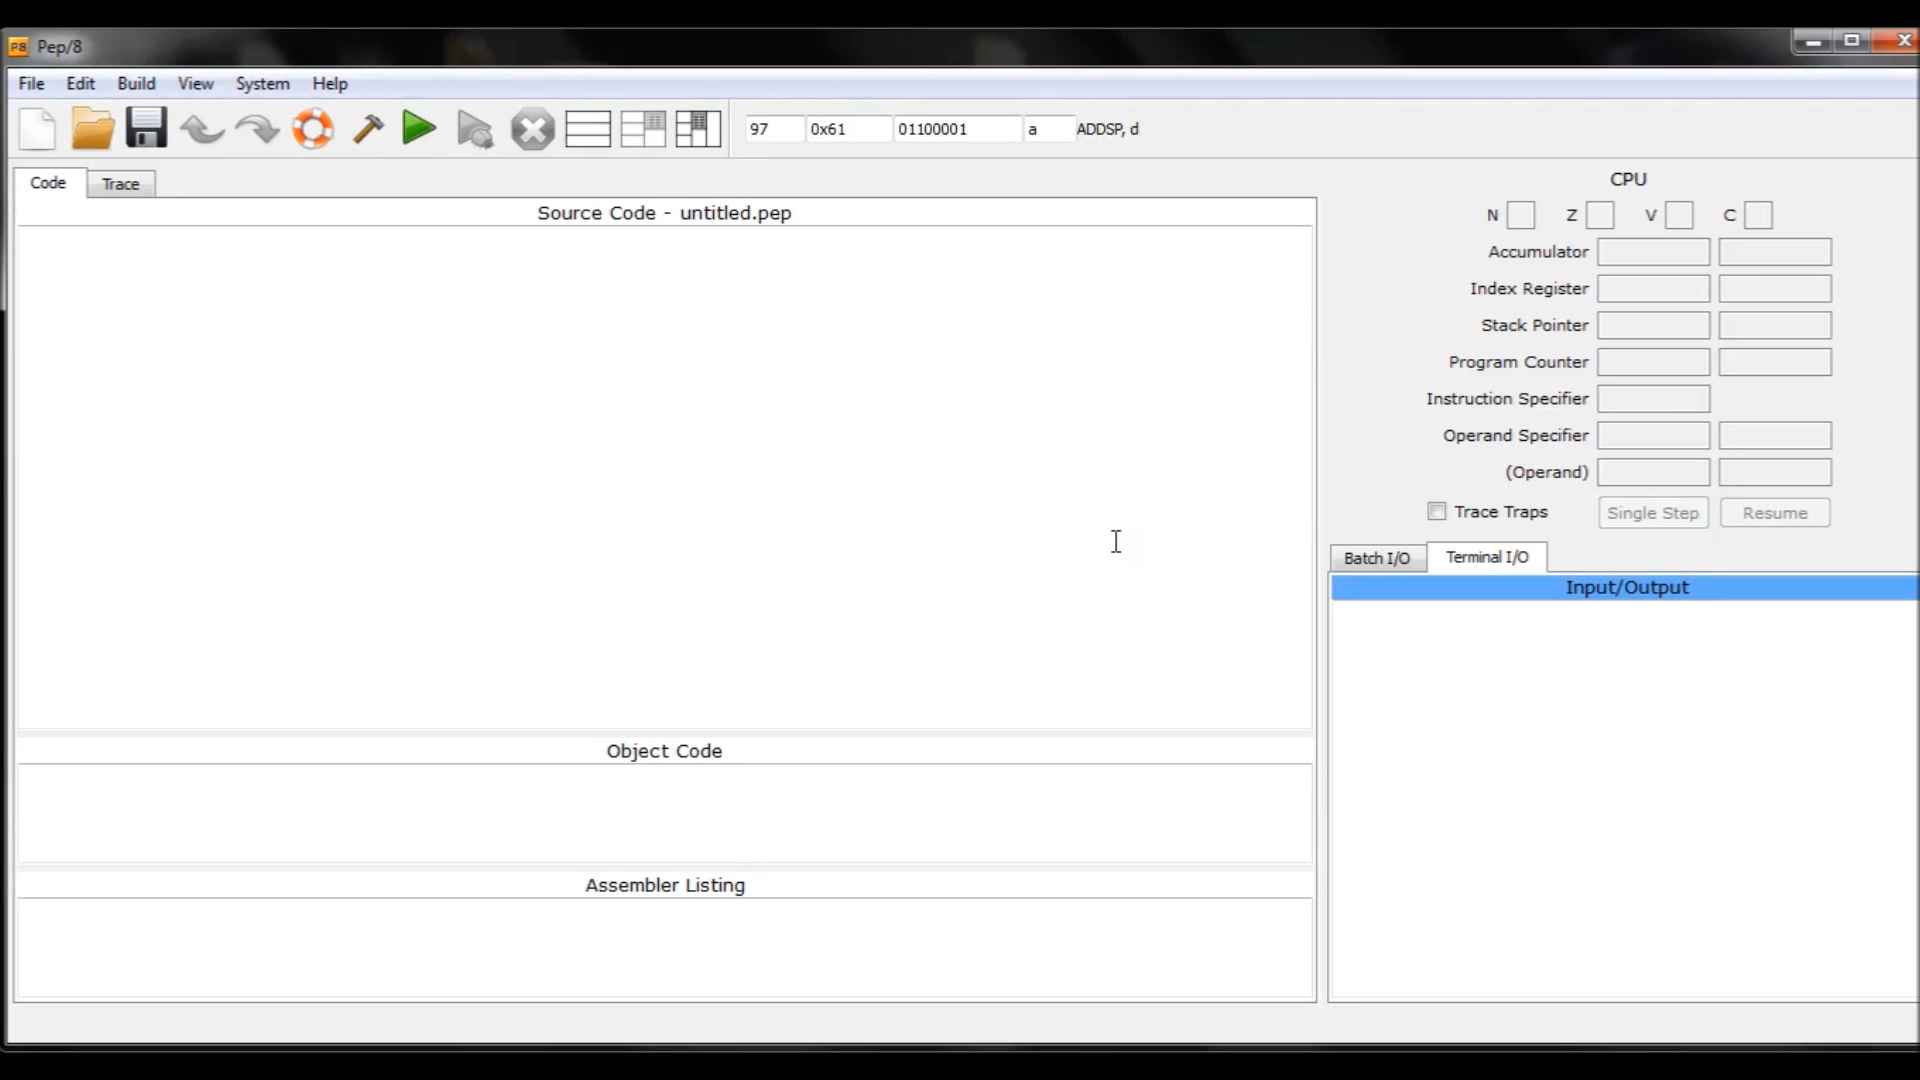 P8 Pep/8
File Edit Build View System Help
97 0x61 01100001 a ADDSP, d
Code Trace
Source Code - untitled.pep
Object Code
Assembler Listing
CPU
N Z V C
Accumulator
Index Register
Stack Pointer
Program Counter
Instruction Specifier
Operand Specifier
(Operand)
Trace Traps Single Step Resume
Batch I/O Terminal I/O
Input/Output